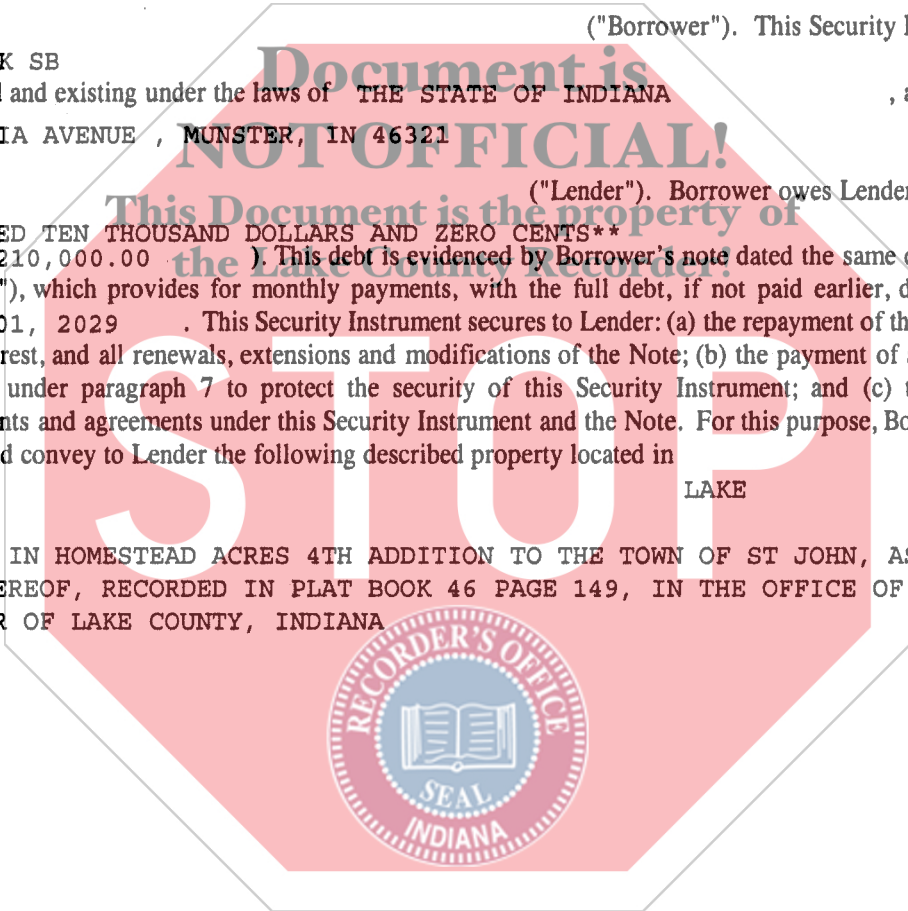 ("Borrower"). This Security
K SB
Document is
and existing under the laws of THE STATE OF INDIANA , a
IA AVENUE , MUNSTER, IN 46321
NOT OFFICIAL!
("Lender"). Borrower owes Lender
This Document is the property of
ED TEN THOUSAND DOLLARS AND ZERO CENTS**
210,000.00 ). This debt is evidenced by Borrower's note dated the same
the Lake County Recorder!
"), which provides for monthly payments, with the full debt, if not paid earlier, d
01, 2029 . This Security Instrument secures to Lender: (a) the repayment of th
rest, and all renewals, extensions and modifications of the Note; (b) the payment of
under paragraph 7 to protect the security of this Security Instrument; and (c) t
nts and agreements under this Security Instrument and the Note. For this purpose, Bo
d convey to Lender the following described property located in
LAKE
STOP
IN HOMESTEAD ACRES 4TH ADDITION TO THE TOWN OF ST JOHN, AS
EREOF, RECORDED IN PLAT BOOK 46 PAGE 149, IN THE OFFICE OF
R OF LAKE COUNTY, INDIANA
RECORDER'S OFFICE
SEAL
INDIANA